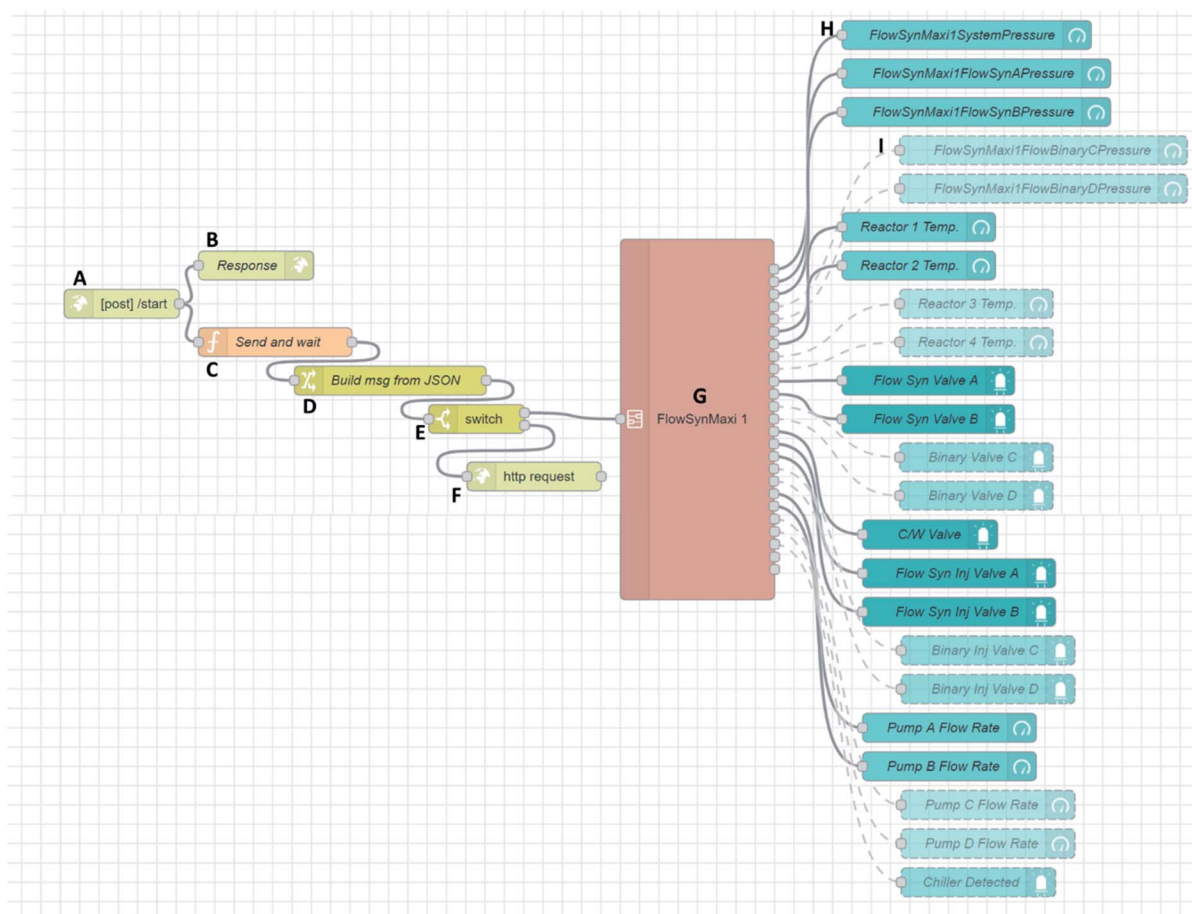 H
FlowSynMaxi1SystemPressure
FlowSynMaxi1FlowSynAPressure
FlowSynMaxi1FlowSynBPressure
I
FlowSynMaxi1FlowBinaryCPressure
FlowSynMaxi1FlowBinaryDPressure
Reactor 1 Temp.
Reactor 2 Temp.
Reactor 3 Temp.
Reactor 4 Temp.
Flow Syn Valve A
Flow Syn Valve B
Binary Valve C
Binary Valve D
C/W Valve
Flow Syn Inj Valve A
Flow Syn Inj Valve B
Binary Inj Valve C
Binary Inj Valve D
Pump A Flow Rate
Pump B Flow Rate
Pump C Flow Rate
Pump D Flow Rate
Chiller Detected
A
[post] /start
B
Response
C
Send and wait
D
Build msg from JSON
E
switch
F
http request
G
FlowSynMaxi 1